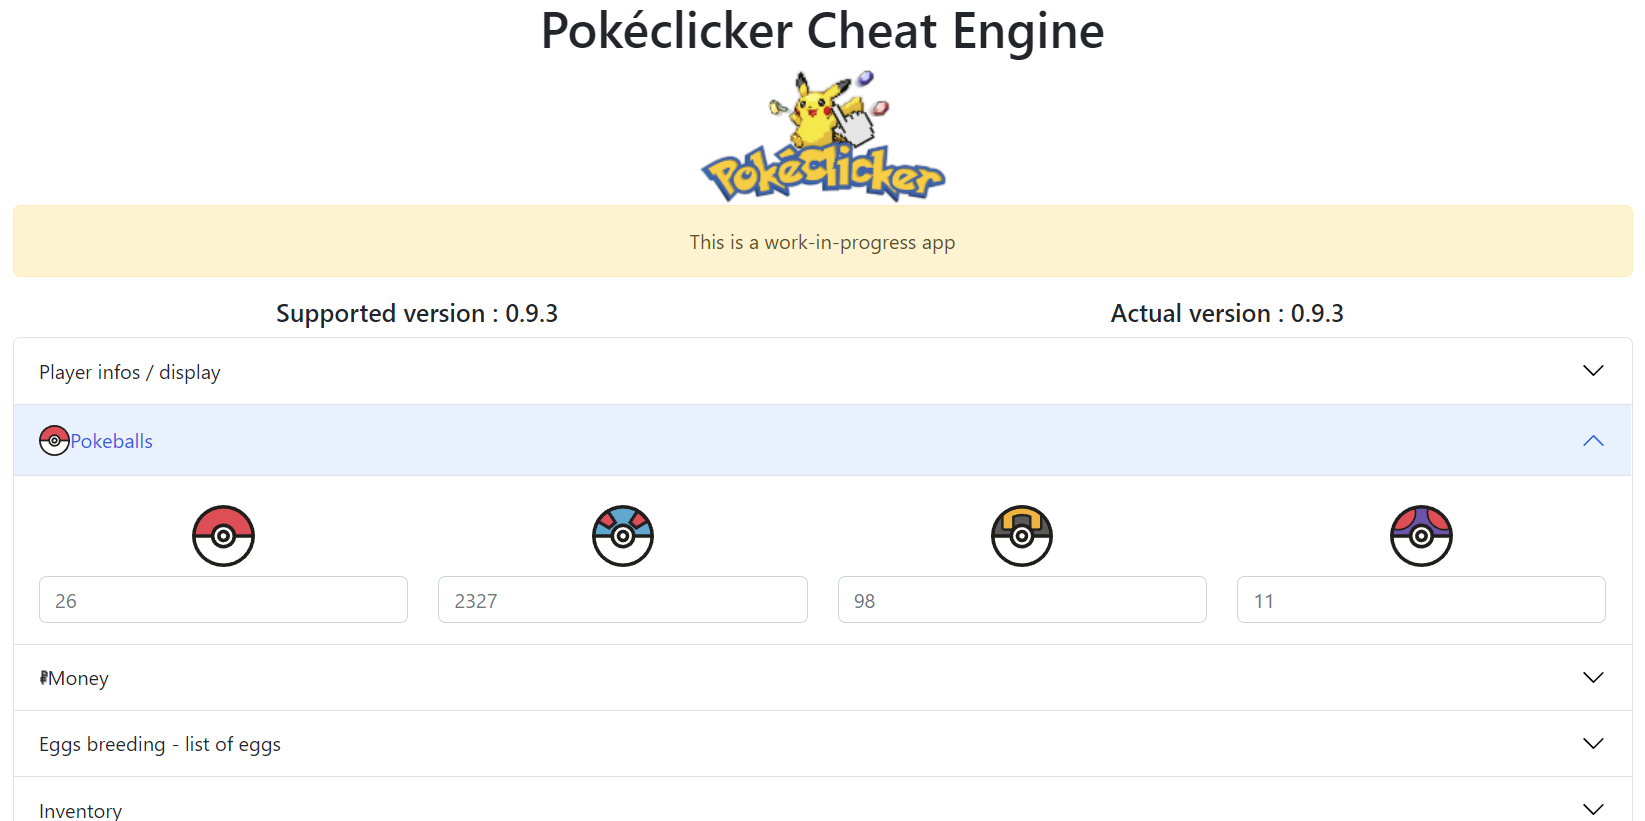 Pokéclicker Cheat Engine
PokéClicker
This is a work-in-progress app
Supported version : 0.9.3
Actual version : 0.9.3
Player infos / display
Pokeballs
26
2327
98
11
Money
Eggs breeding - list of eggs
Inventory